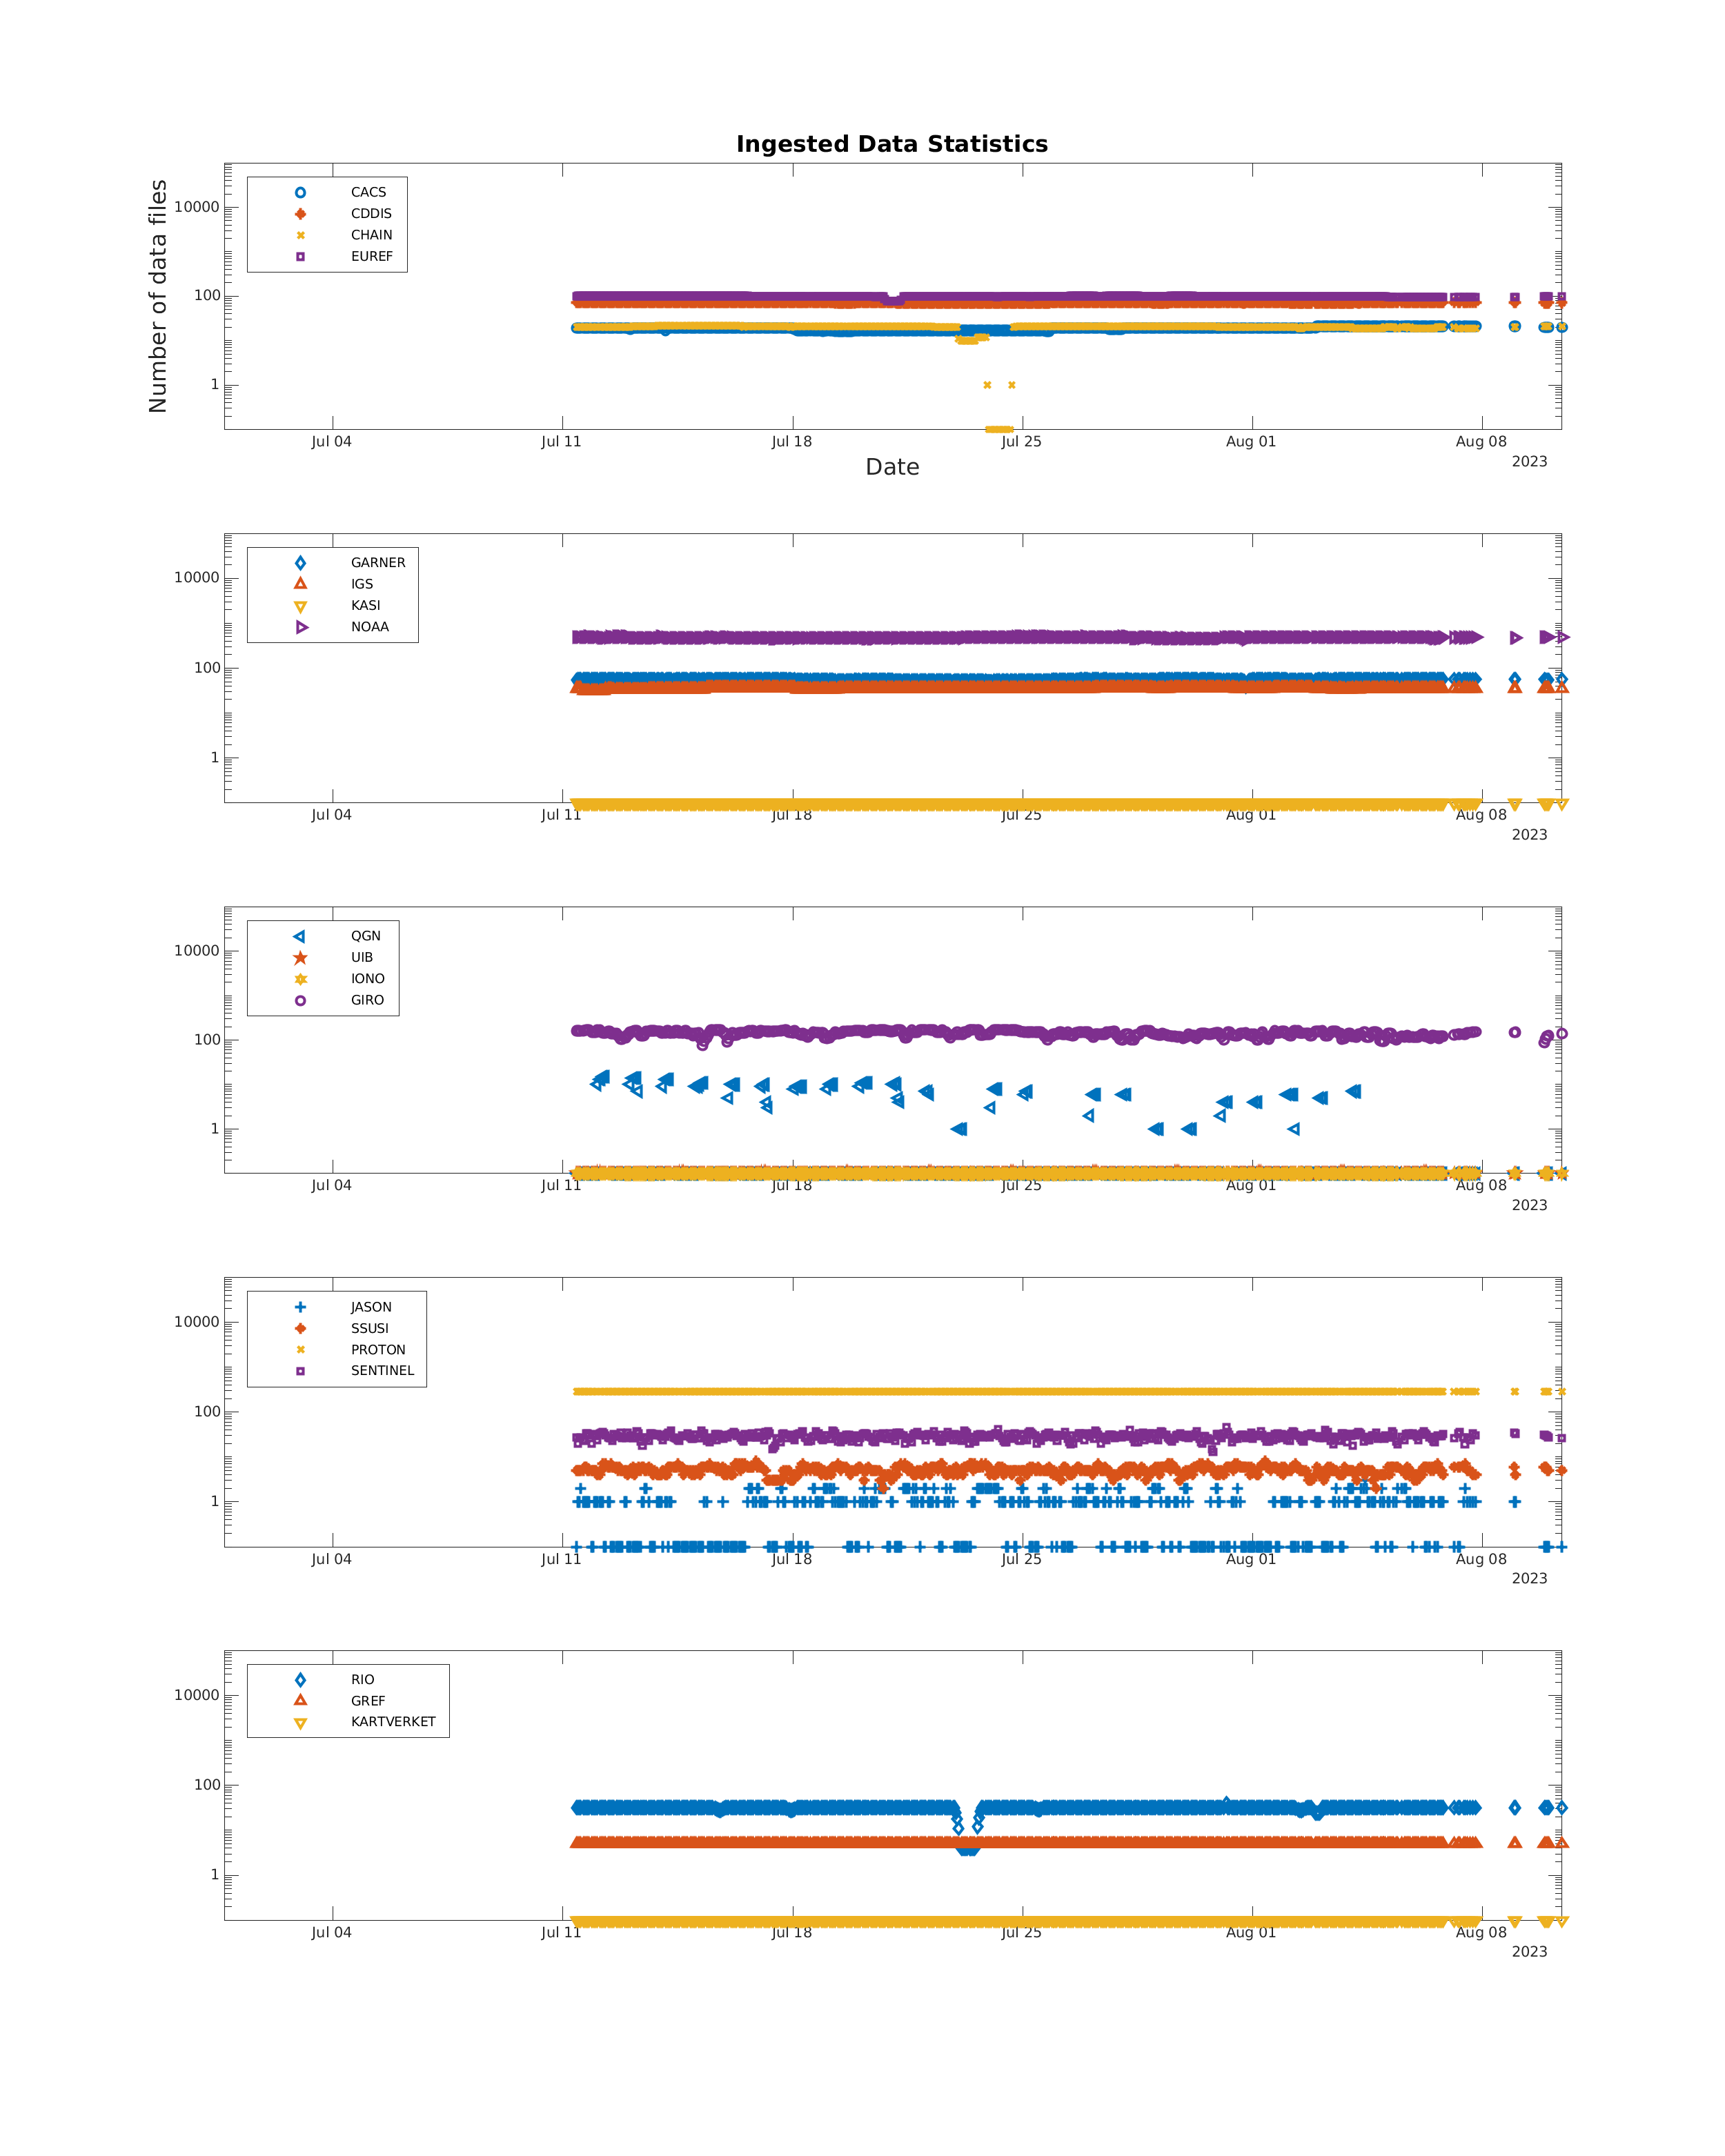 Ingested Data Statistics
Number of data files
10000
100
1
CACS
CDDIS
CHAIN
EUREF
Jul 04 Jul 11 Jul 18 Jul 25 Aug 01 Aug 08
2023
Date
10000
100
1
GARNER
IGS
KASI
NOAA
Jul 04 Jul 11 Jul 18 Jul 25 Aug 01 Aug 08
2023
10000
100
1
QGN
UIB
IONO
GIRO
Jul 04 Jul 11 Jul 18 Jul 25 Aug 01 Aug 08
2023
10000
100
1
JASON
SSUSI
PROTON
SENTINEL
Jul 04 Jul 11 Jul 18 Jul 25 Aug 01 Aug 08
2023
10000
100
1
RIO
GREF
KARTVERKET
Jul 04 Jul 11 Jul 18 Jul 25 Aug 01 Aug 08
2023